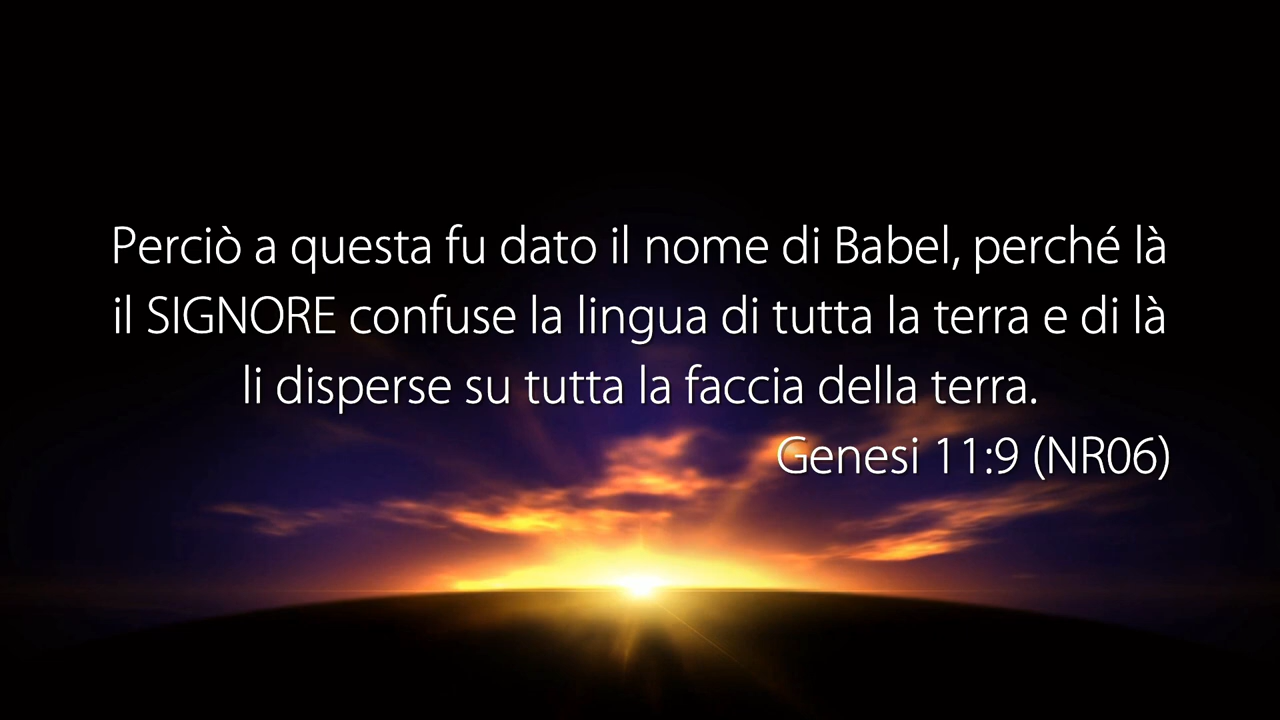 Perciò a questa fu dato il nome di Babel, perché là
il SIGNORE confuse la lingua di tutta la terra e di là
li disperse su tutta la faccia della terra.
Genesi 11:9 (NR06)